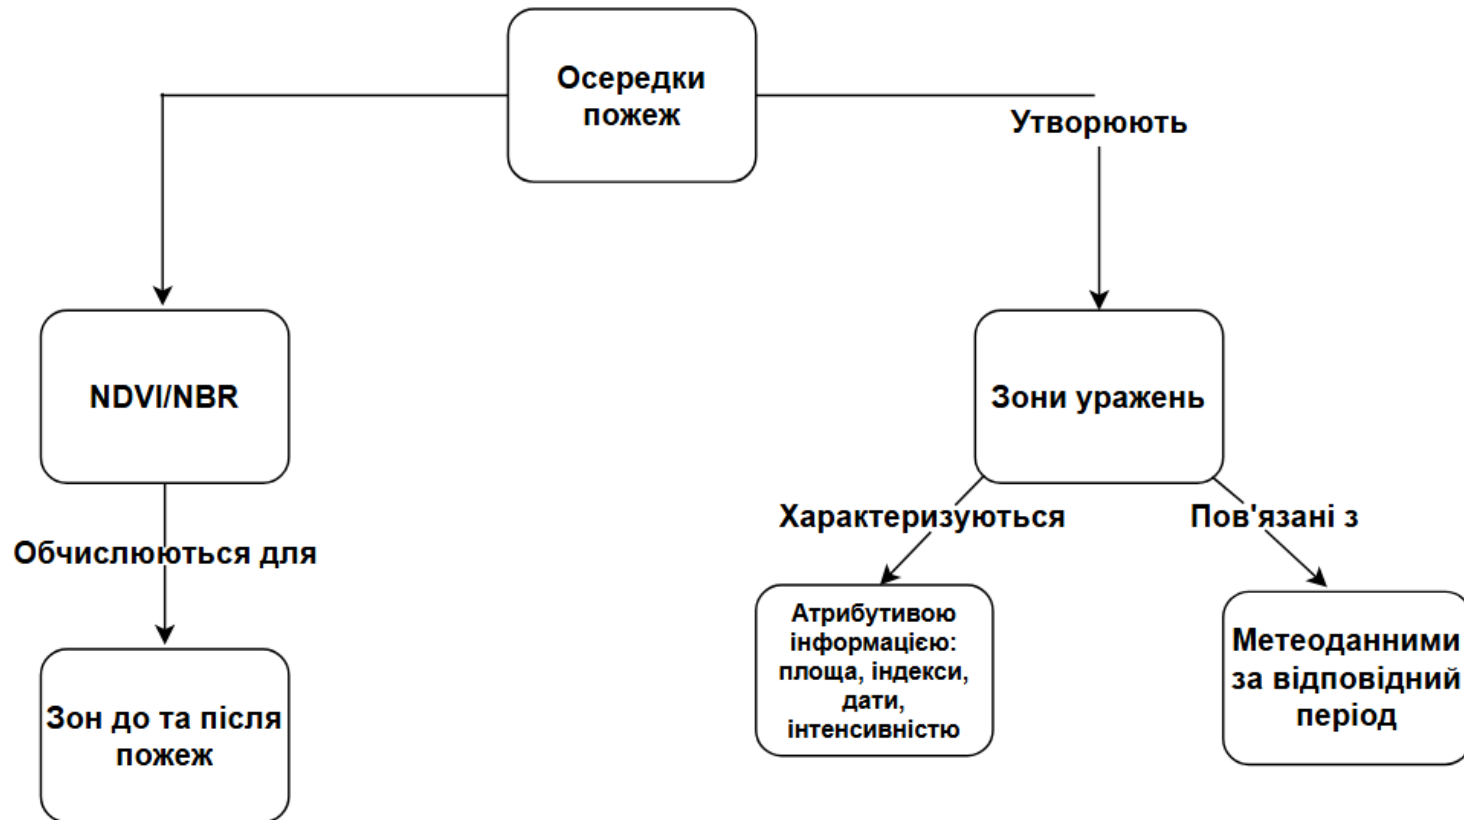 Осередки
пожеж
Утворюють
NDVI/NBR
Зони уражень
Обчислюються для
Характеризуються
Пов'язані з
Зон до та після
пожеж
Атрибутивою
інформацією:
площа, індекси,
дати,
інтенсивністю
Метеоданними
за відповідний
період